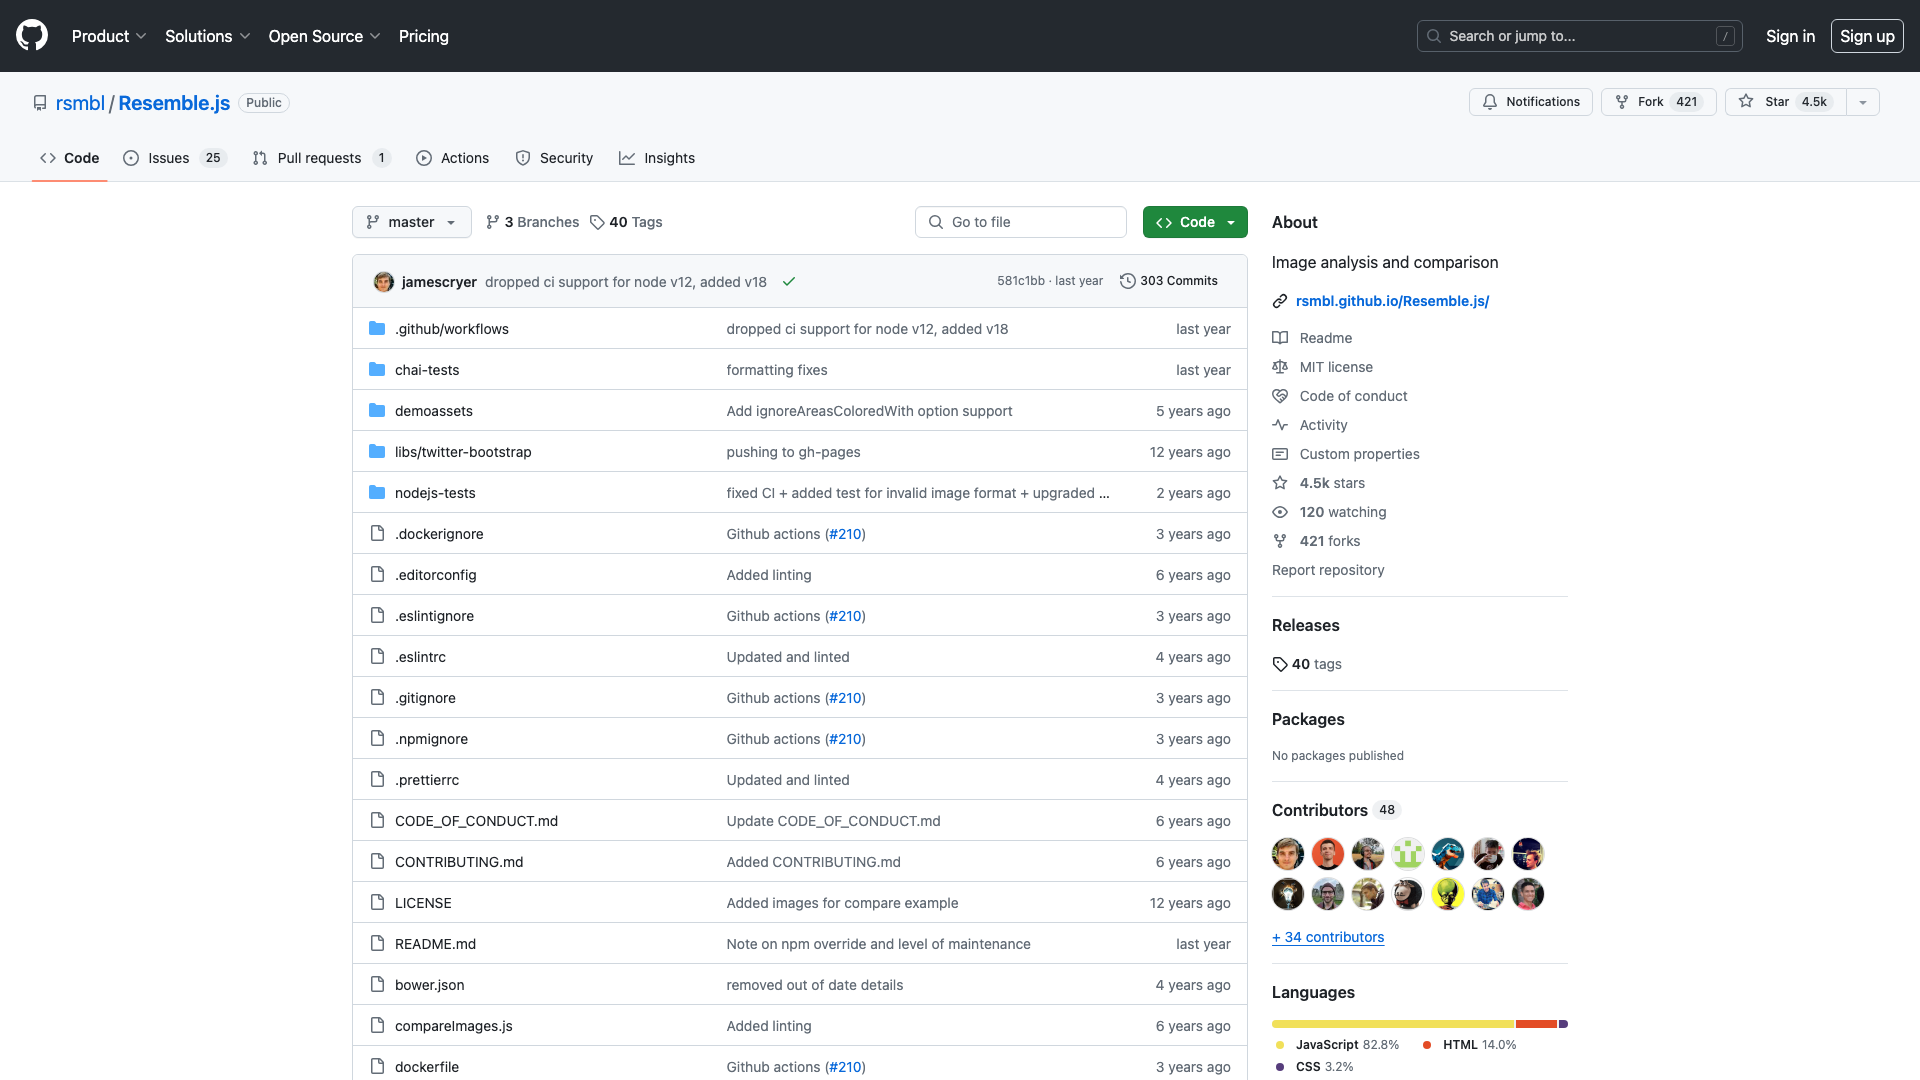 Product Solutions Open Source Pricing Search or jump to... / Sign in Sign up
rsmbl / Resemble.js Public Notifications Fork 421 Star 4.5k
Code Issues 25 Pull requests 1 Actions Security Insights
master 3 Branches 40 Tags Go to file Code
jamescryer dropped ci support for node v12, added v18 581c1bb · last year 303 Commits
.github/workflows dropped ci support for node v12, added v18 last year
chai-tests formatting fixes last year
demoassets Add ignoreAreasColoredWith option support 5 years ago
libs/twitter-bootstrap pushing to gh-pages 12 years ago
nodejs-tests fixed CI + added test for invalid image format + upgraded ... 2 years ago
.dockerignore Github actions (#210) 3 years ago
.editorconfig Added linting 6 years ago
.eslintignore Github actions (#210) 3 years ago
.eslintrc Updated and linted 4 years ago
.gitignore Github actions (#210) 3 years ago
.npmignore Github actions (#210) 3 years ago
.prettierrc Updated and linted 4 years ago
CODE_OF_CONDUCT.md Update CODE_OF_CONDUCT.md 6 years ago
CONTRIBUTING.md Added CONTRIBUTING.md 6 years ago
LICENSE Added images for compare example 12 years ago
README.md Note on npm override and level of maintenance last year
bower.json removed out of date details 4 years ago
compareImages.js Added linting 6 years ago
dockerfile Github actions (#210) 3 years ago
About
Image analysis and comparison
rsmbl.github.io/Resemble.js/
Readme
MIT license
Code of conduct
Activity
Custom properties
4.5k stars
120 watching
421 forks
Report repository
Releases
40 tags
Packages
No packages published
Contributors 48
+ 34 contributors
Languages
JavaScript 82.8% HTML 14.0%
CSS 3.2%